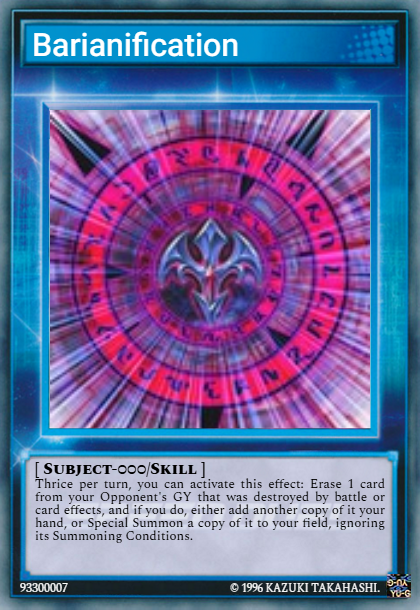 Barianification
[ SUBJECT-000/SKILL ]
Thrice per turn, you can activate this effect: Erase 1 card
from your Opponent's GY that was destroyed by battle or
card effects, and if you do, either add another copy of it your
hand, or Special Summon a copy of it to your field, ignoring
its Summoning Conditions.
93300007
© 1996 KAZUKI TAKAHASHI.